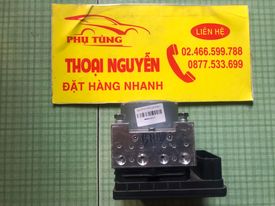 PHỤ TÙNG
LIÊN HỆ
02.466.599.788
0877.533.699
THOẠI NGUYỄN
ĐẶT HÀNG NHANH